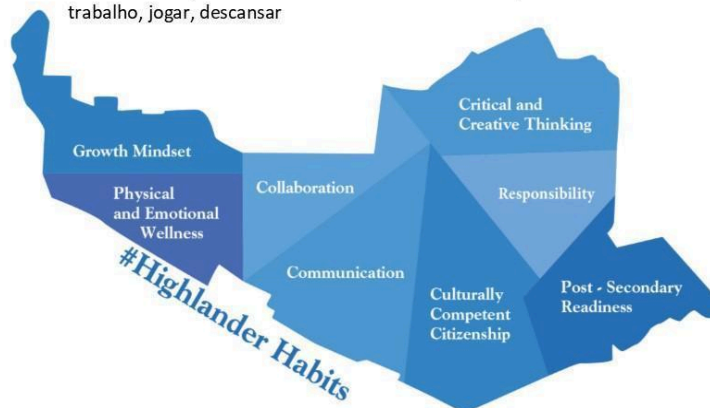 trabalho, jogar, descansar
Critical and
Creative Thinking
Growth Mindset
Collaboration
Responsibility
Physical
and Emotional
Wellness
Communication
Culturally
Competent
Citizenship
Post - Secondary
Readiness
#Highlander Habits